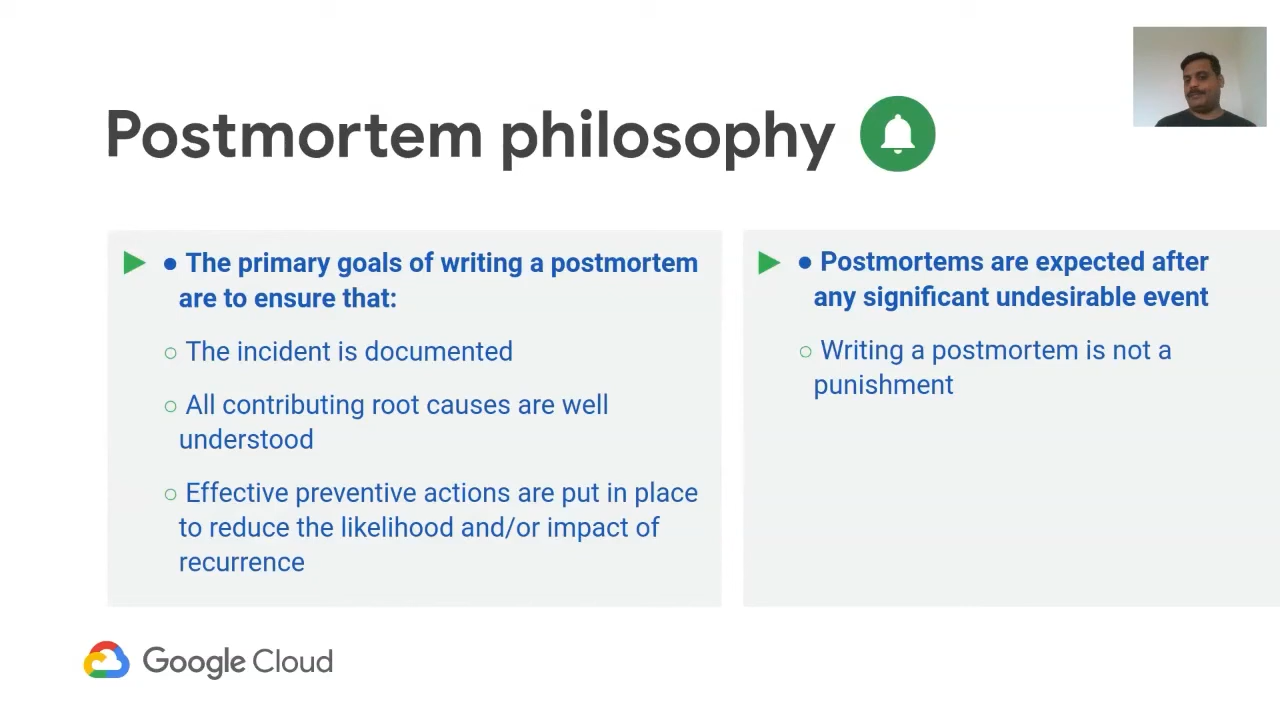 Postmortem philosophy
● The primary goals of writing a postmortem
are to ensure that:
○ The incident is documented
○ All contributing root causes are well
understood
○ Effective preventive actions are put in place
to reduce the likelihood and/or impact of
recurrence
● Postmortems are expected after
any significant undesirable event
○ Writing a postmortem is not a
punishment
Google Cloud